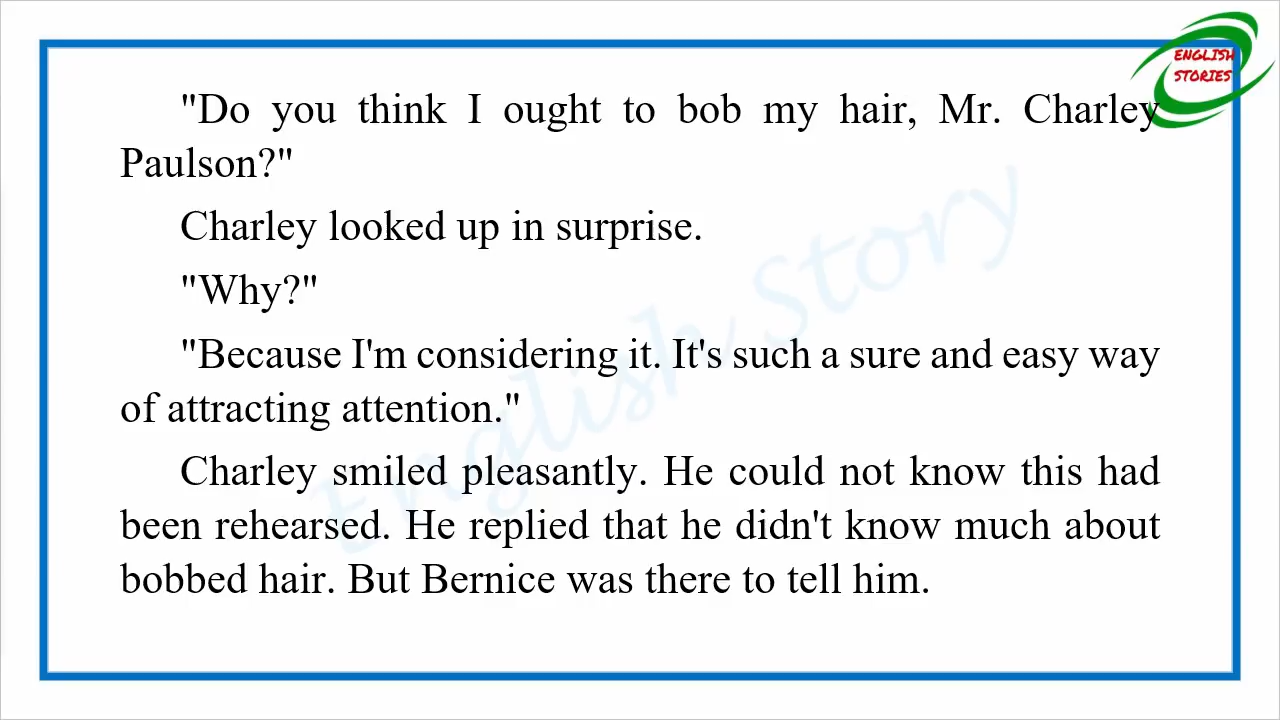 ENGLISH
STORIES
"Do you think I ought to bob my hair, Mr. Charley
Paulson?"
Charley looked up in surprise.
"Why?"
"Because I'm considering it. It's such a sure and easy way
of attracting attention."
Charley smiled pleasantly. He could not know this had
been rehearsed. He replied that he didn't know much about
bobbed hair. But Bernice was there to tell him.
English Story